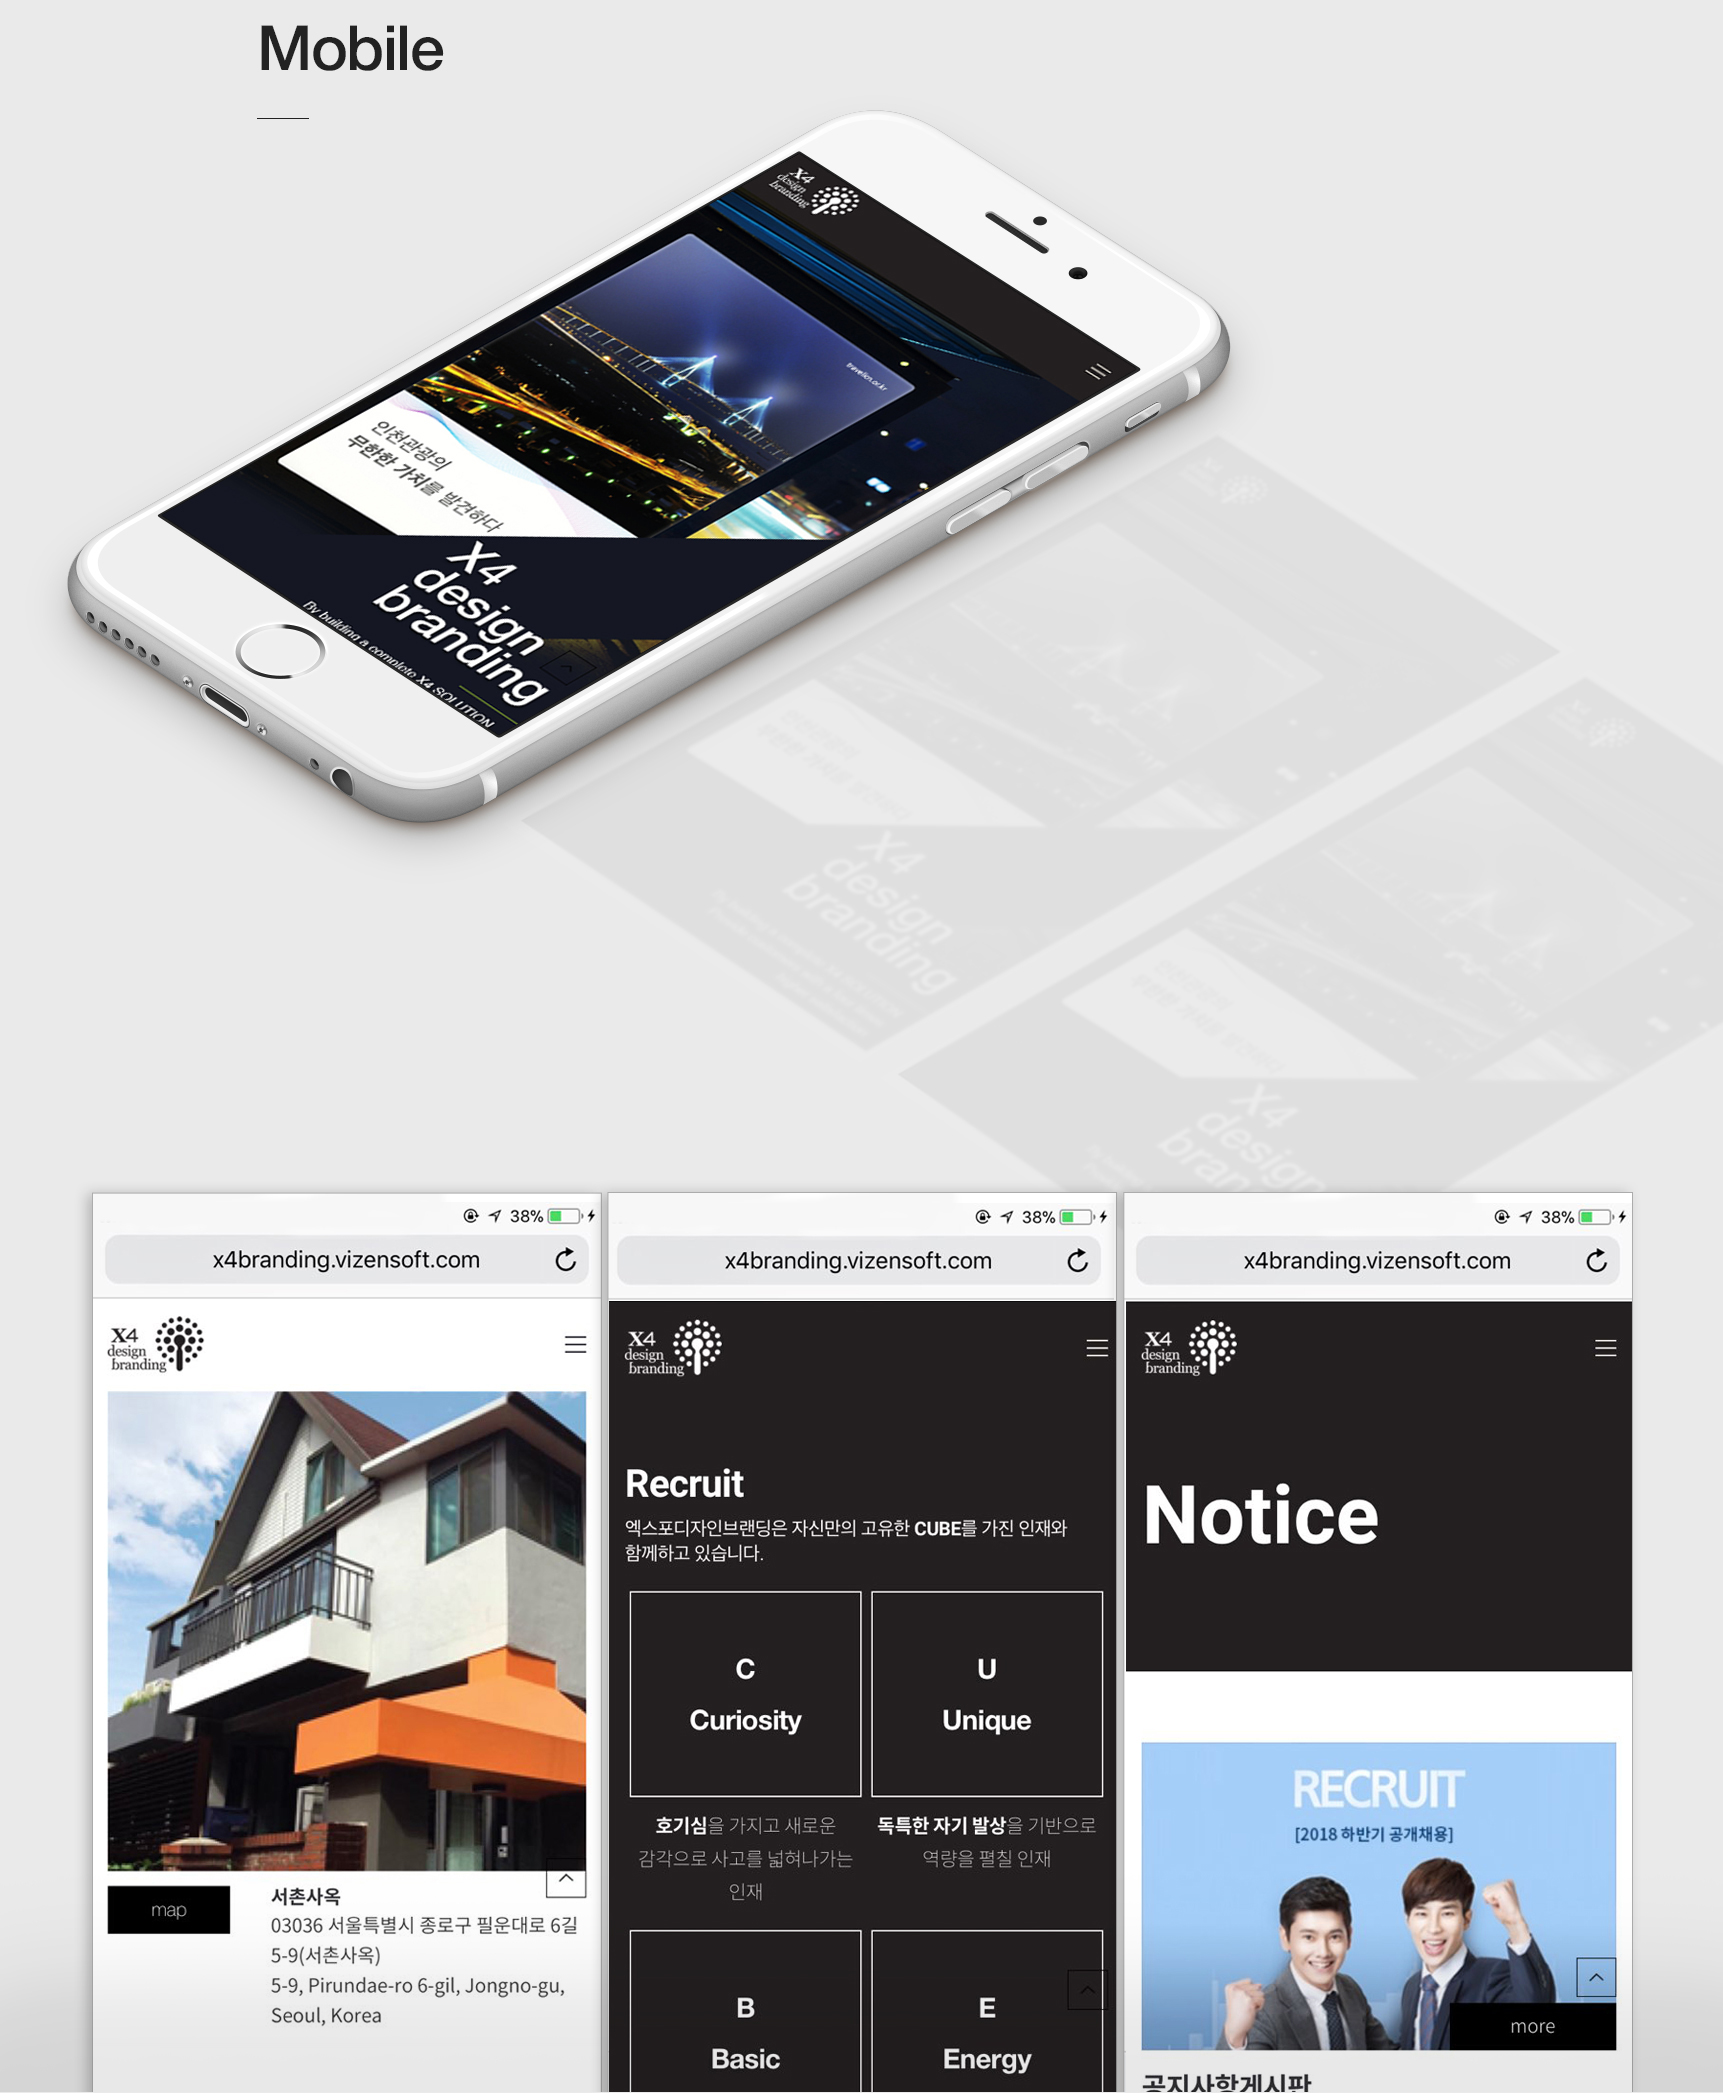 Mobile
X4
design
branding
travelicn.or.kr
인천관광의
무한한 가치를 발견하다
X4
design
branding
By building a complete X4 SOLUTION
X4
design
branding
X4
design
38%
x4branding.vizensoft.com
X4
design
branding
map
서촌사옥
03036 서울특별시 종로구 필운대로 6길
5-9(서촌사옥)
5-9, Pirundae-ro 6-gil, Jongno-gu,
Seoul, Korea
38%
x4branding.vizensoft.com
X4
design
branding
Recruit
엑스포디자인브랜딩은 자신만의 고유한 CUBE를 가진 인재와
함께하고 있습니다.
C
Curiosity
U
Unique
호기심을 가지고 새로운
감각으로 사고를 넓혀나가는
인재
독특한 자기 발상을 기반으로
역량을 펼칠 인재
B
Basic
E
Energy
38%
x4branding.vizensoft.com
X4
design
branding
Notice
RECRUIT
[2018 하반기 공개채용]
more
공지사항게시판